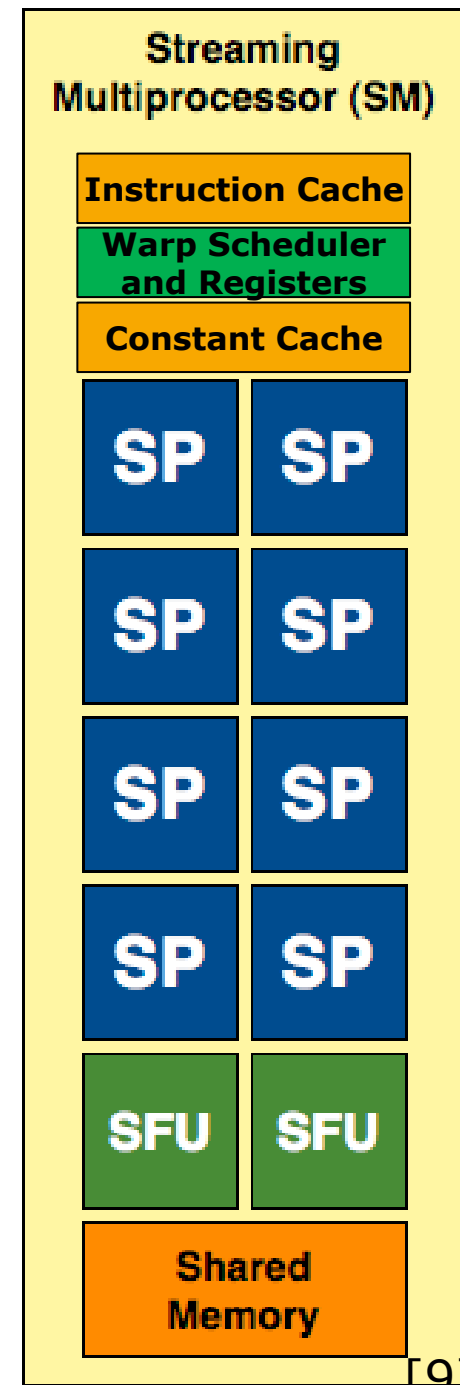 Streaming
Multiprocessor (SM)
Instruction Cache
Warp Scheduler
and Registers
Constant Cache
SP SP
SP SP
SP SP
SP SP
SFU SFU
Shared
Memory